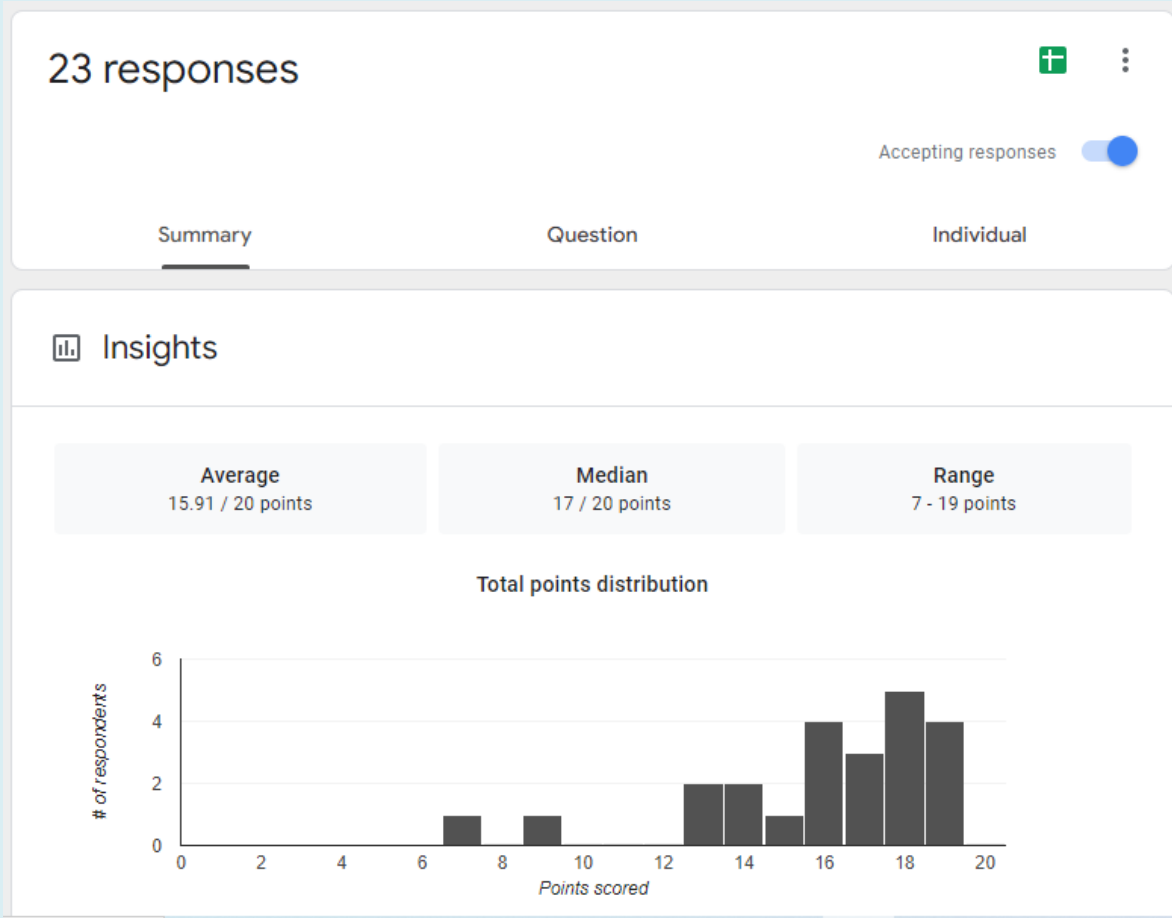 23 responses
Accepting responses
Summary Question Individual
Insights
Average Median Range
15.91 / 20 points 17 / 20 points 7 - 19 points
Total points distribution
# of respondents
6
4
2
0
0 2 4 6 8 10 12 14 16 18 20
Points scored